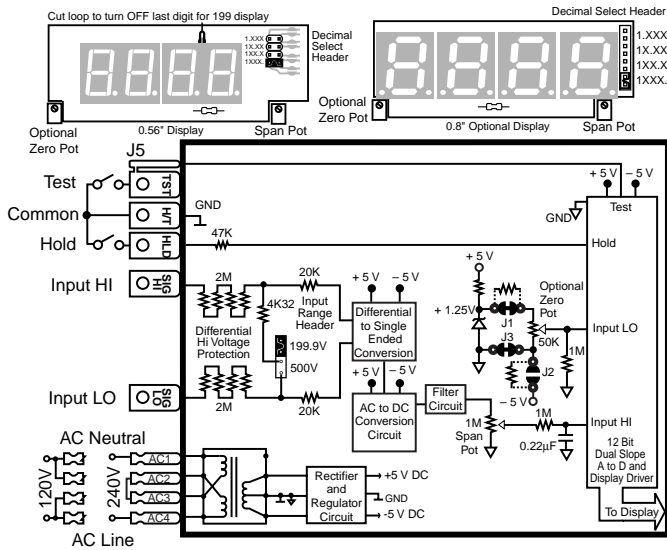 Cut loop to turn OFF last digit for 199 display
1.XXX
1X.XX
1XX.X
1XXX.
Decimal
Select
Header
Optional
Zero Pot
0.56" Display
Span Pot
Decimal Select Header
1.XXX
1X.XX
1XX.X
1XXX.
Optional
Zero Pot
0.8" Optional Display
Span Pot
J5
Test
TST
Common
H/T
GND
Hold
HLD
47K
Input HI
SIG
HI
2M
20K
4K32
Input
Range
Header
Differential
Hi Voltage
Protection
199.9V
500V
Input LO
SIG
LO
2M
20K
+ 5 V
– 5 V
Differential
to Single
Ended
Conversion
+ 5 V
– 5 V
AC to DC
Conversion
Circuit
Filter
Circuit
1M
Span
Pot
1M
0.22µF
+ 5 V
+ 1.25V
J1
J3
J2
Optional
Zero
Pot
50K
1M
– 5 V
+ 5 V
– 5 V
GND
Test
Hold
Input LO
Input HI
12 Bit
Dual Slope
A to D and
Display Driver
To Display
AC Neutral
120V
240V
AC1
AC2
AC3
AC4
AC Line
Rectifier
and
Regulator
Circuit
+5 V DC
GND
-5 V DC